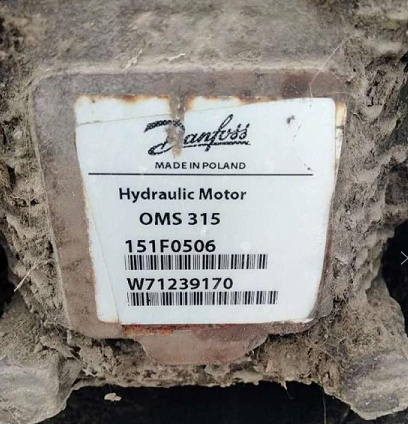 Danfoss
MADE IN POLAND
Hydraulic Motor
OMS 315
151F0506
W71239170